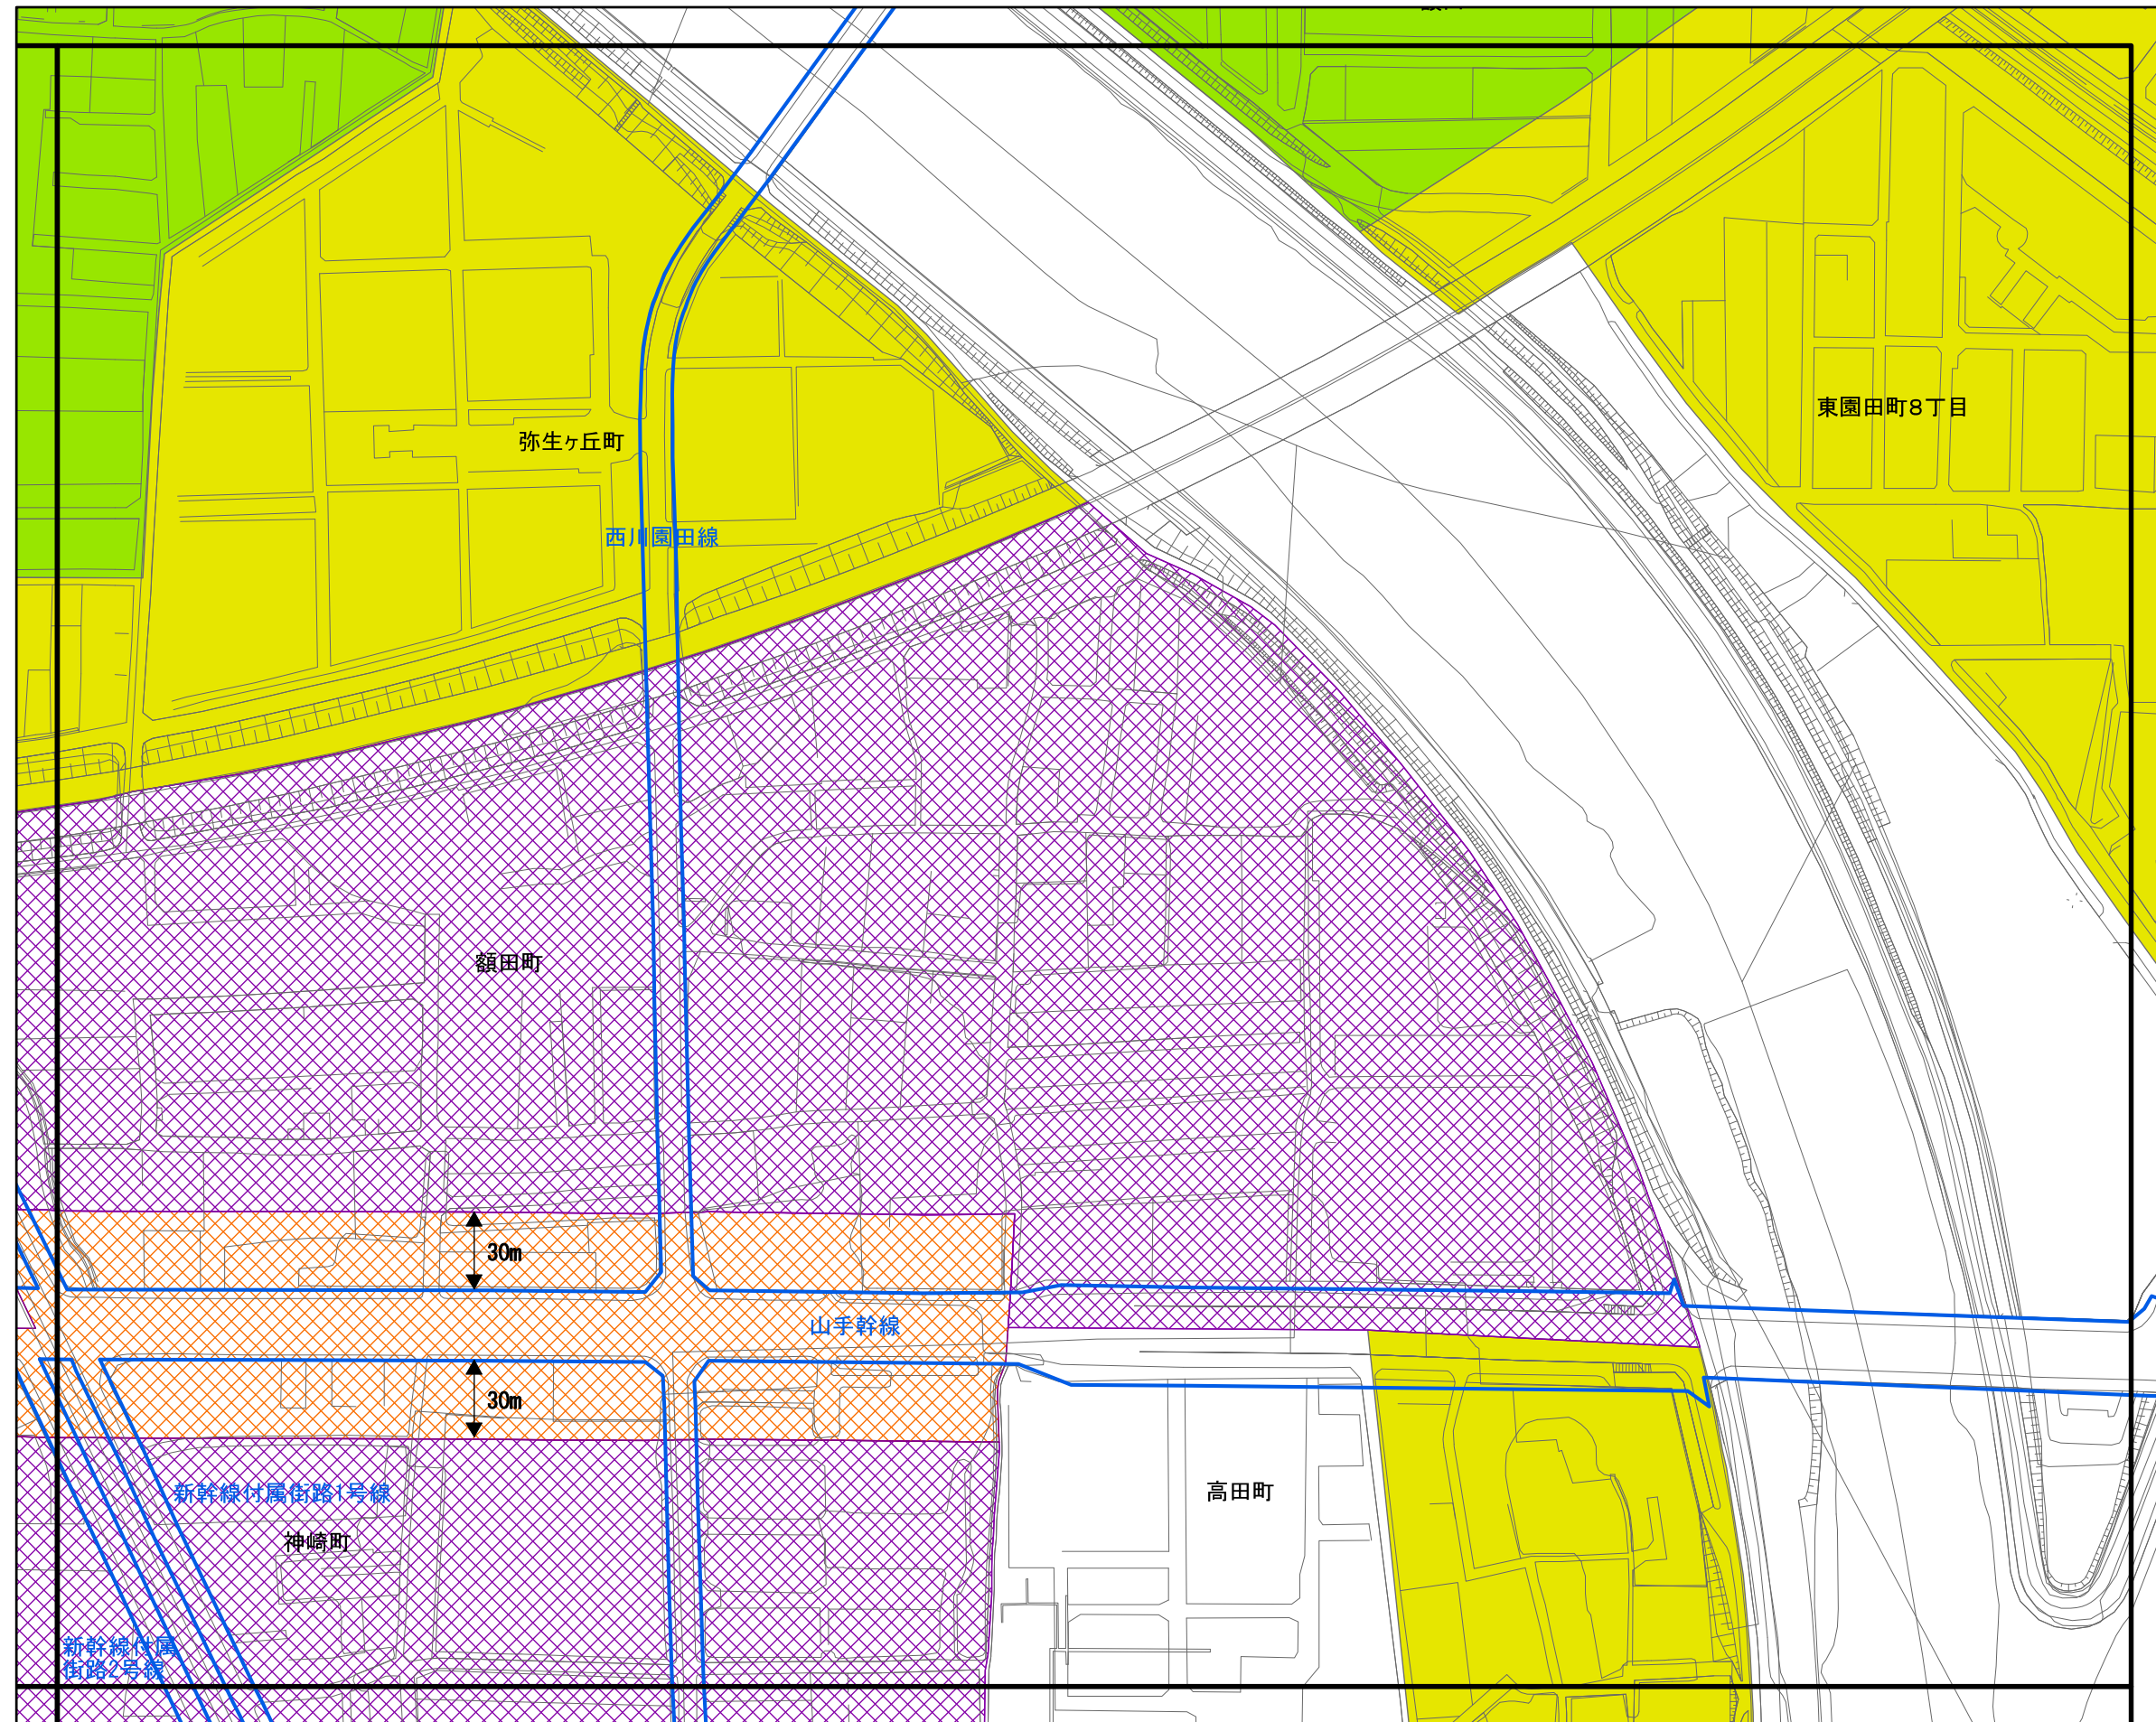 東園田町8丁目
弥生ヶ丘町
西川園田線
額田町
30m
山手幹線
30m
高田町
新幹線付属街路1号線
神崎町
新幹線付属
街路2号線